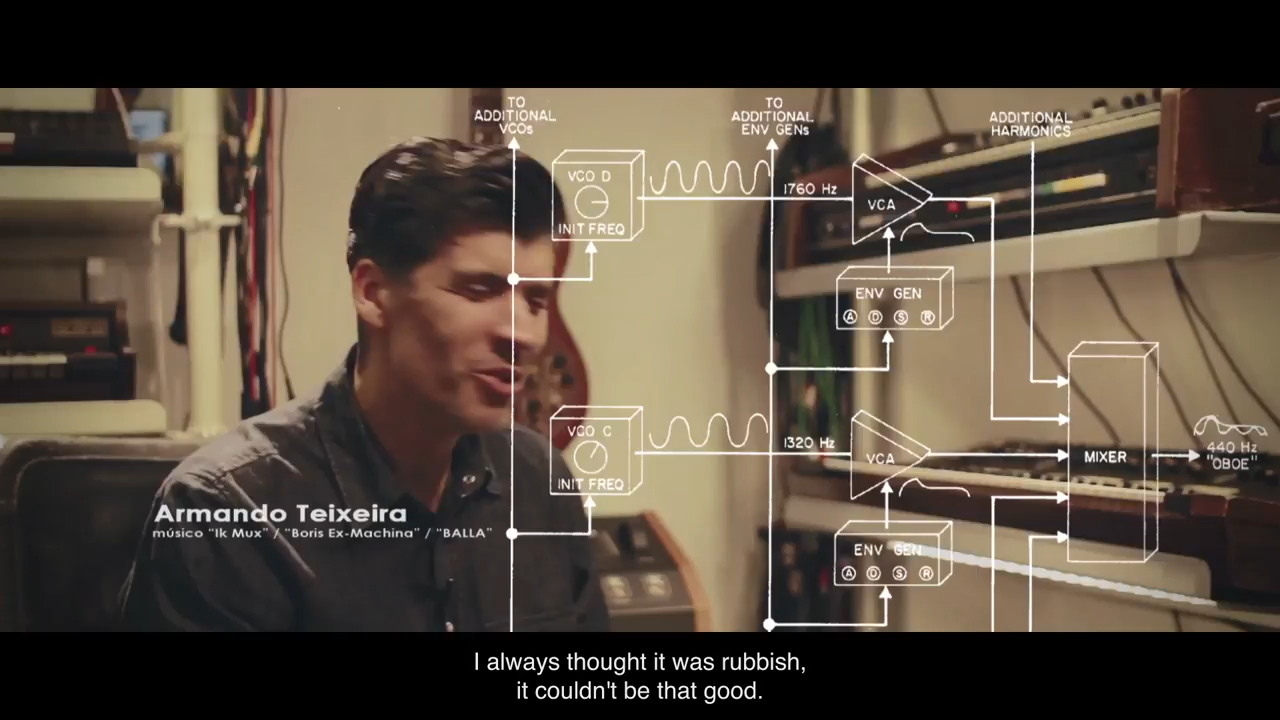 TO
ADDITIONAL
VCOs
TO
ADDITIONAL
ENV GENs
ADDITIONAL
HARMONICS
VCO D
INIT FREQ
1760 Hz
VCA
ENV GEN
A D S R
VCO C
INIT FREQ
1320 Hz
VCA
MIXER
440 Hz
"OBOE"
ENV GEN
A D S R
Armando Teixeira
músico "Ik Mux" / "Boris Ex-Machina" / "BALLA"
I always thought it was rubbish,
it couldn't be that good.